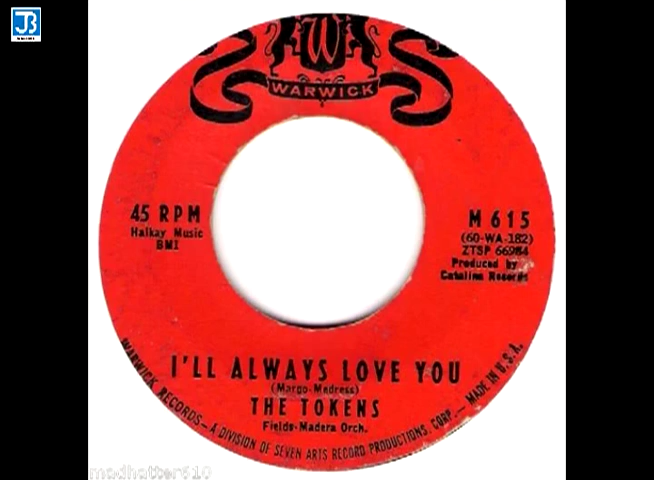 JB
W
WARWICK
45 RPM
Halkay Music
BMI
M 615
(60-WA-182)
ZTSP 66984
Produced by
Catalina Records
I'LL ALWAYS LOVE YOU
(Margo-Medress)
THE TOKENS
Fields-Madera Orch.
WARWICK RECORDS—A DIVISION OF SEVEN ARTS RECORD PRODUCTIONS, CORP.— MADE IN U.S.A.
modhatter610